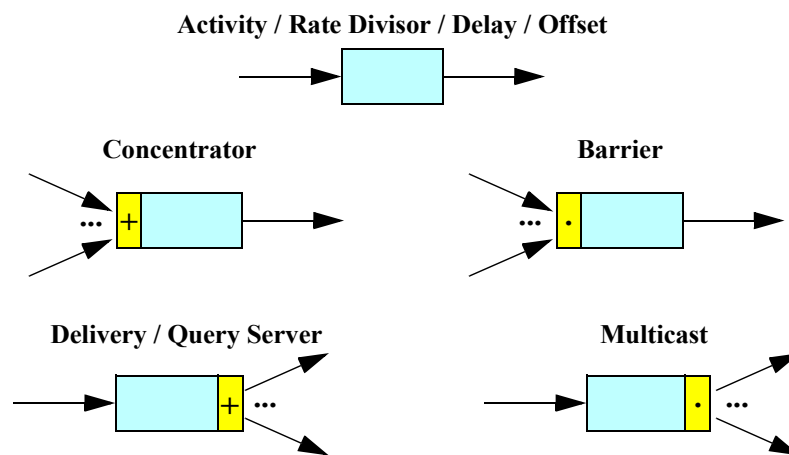 Activity / Rate Divisor / Delay / Offset
Concentrator
Barrier
... +
... ·
Delivery / Query Server
Multicast
+ ...
· ...